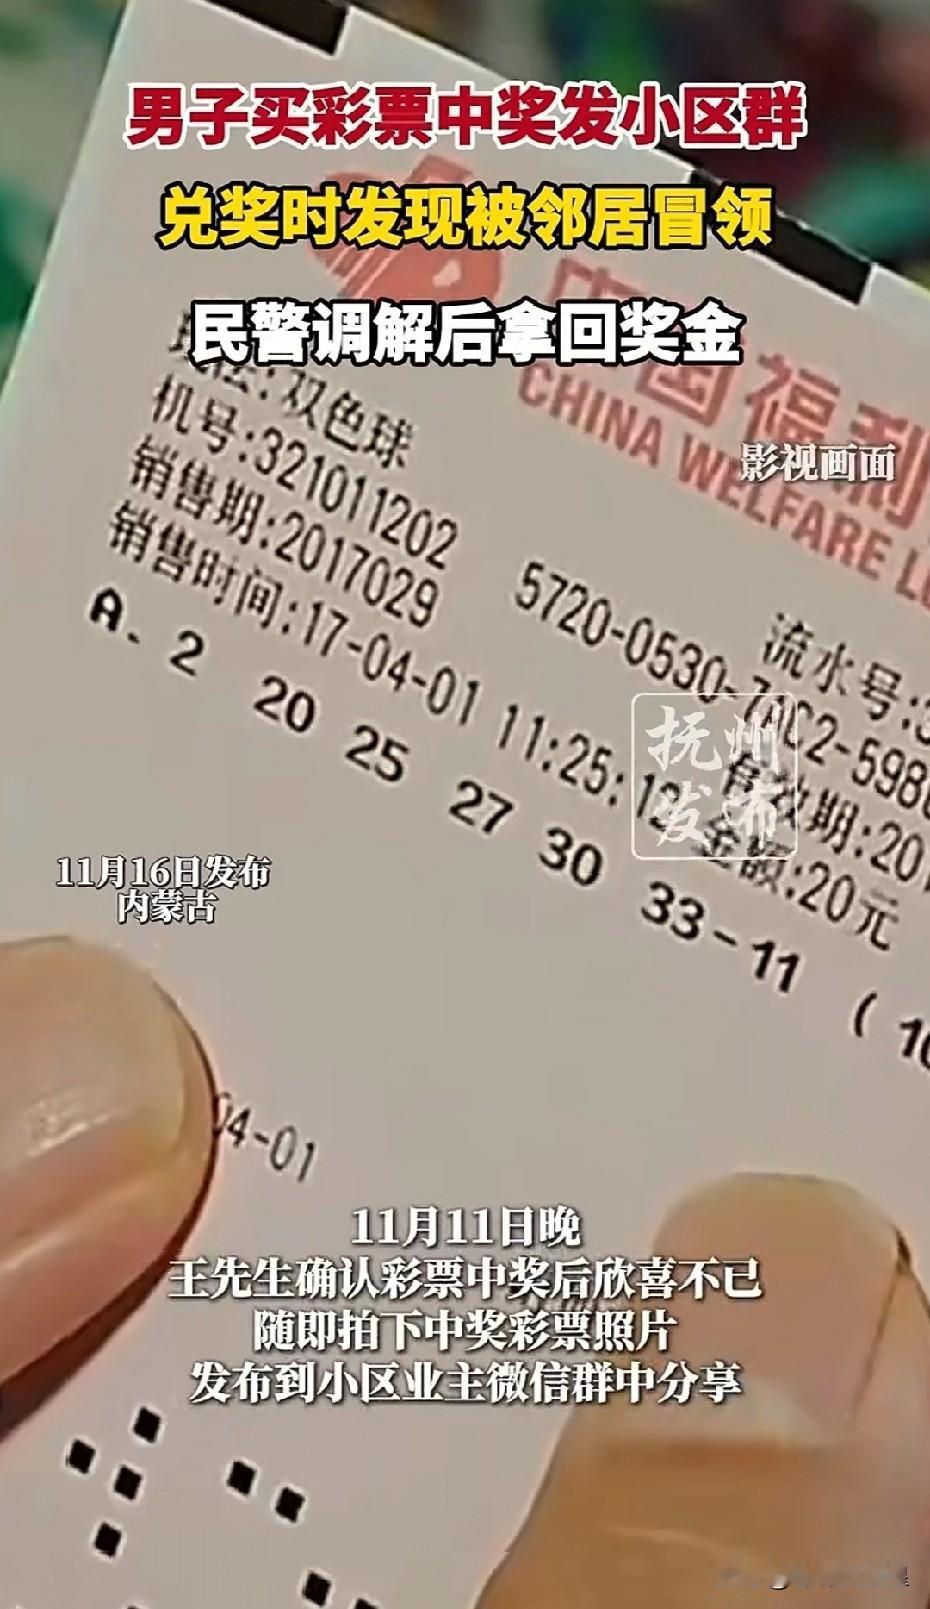 男子买彩票中奖发小区群
兑奖时发现被邻居冒领
民警调解后拿回奖金
中国福利
CHINA WELFARE
影视画面
双色球
机号:321011202
销售期:2017029
流水号:
销售时间:17-04-01 11:25:12
5720-0530-
A. 2 20 25 27 30 33-11
金额:20元
抚州
发布
11月16日发布
内蒙古
04-01
11月11日晚
王先生确认彩票中奖后欣喜不已
随即拍下中奖彩票照片
发布到小区业主微信群中分享